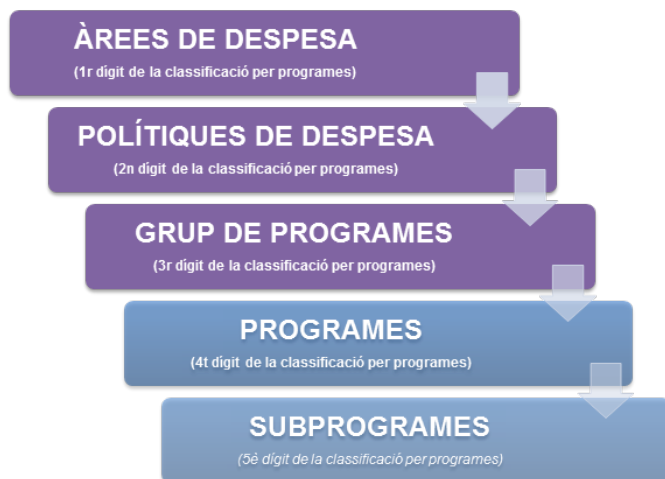 ÀREES DE DESPESA
(1r dígit de la classificació per programes)
POLÍTIQUES DE DESPESA
(2n dígit de la classificació per programes)
GRUP DE PROGRAMES
(3r dígit de la classificació per programes)
PROGRAMES
(4t dígit de la classificació per programes)
SUBPROGRAMES
(5è dígit de la classificació per programes)